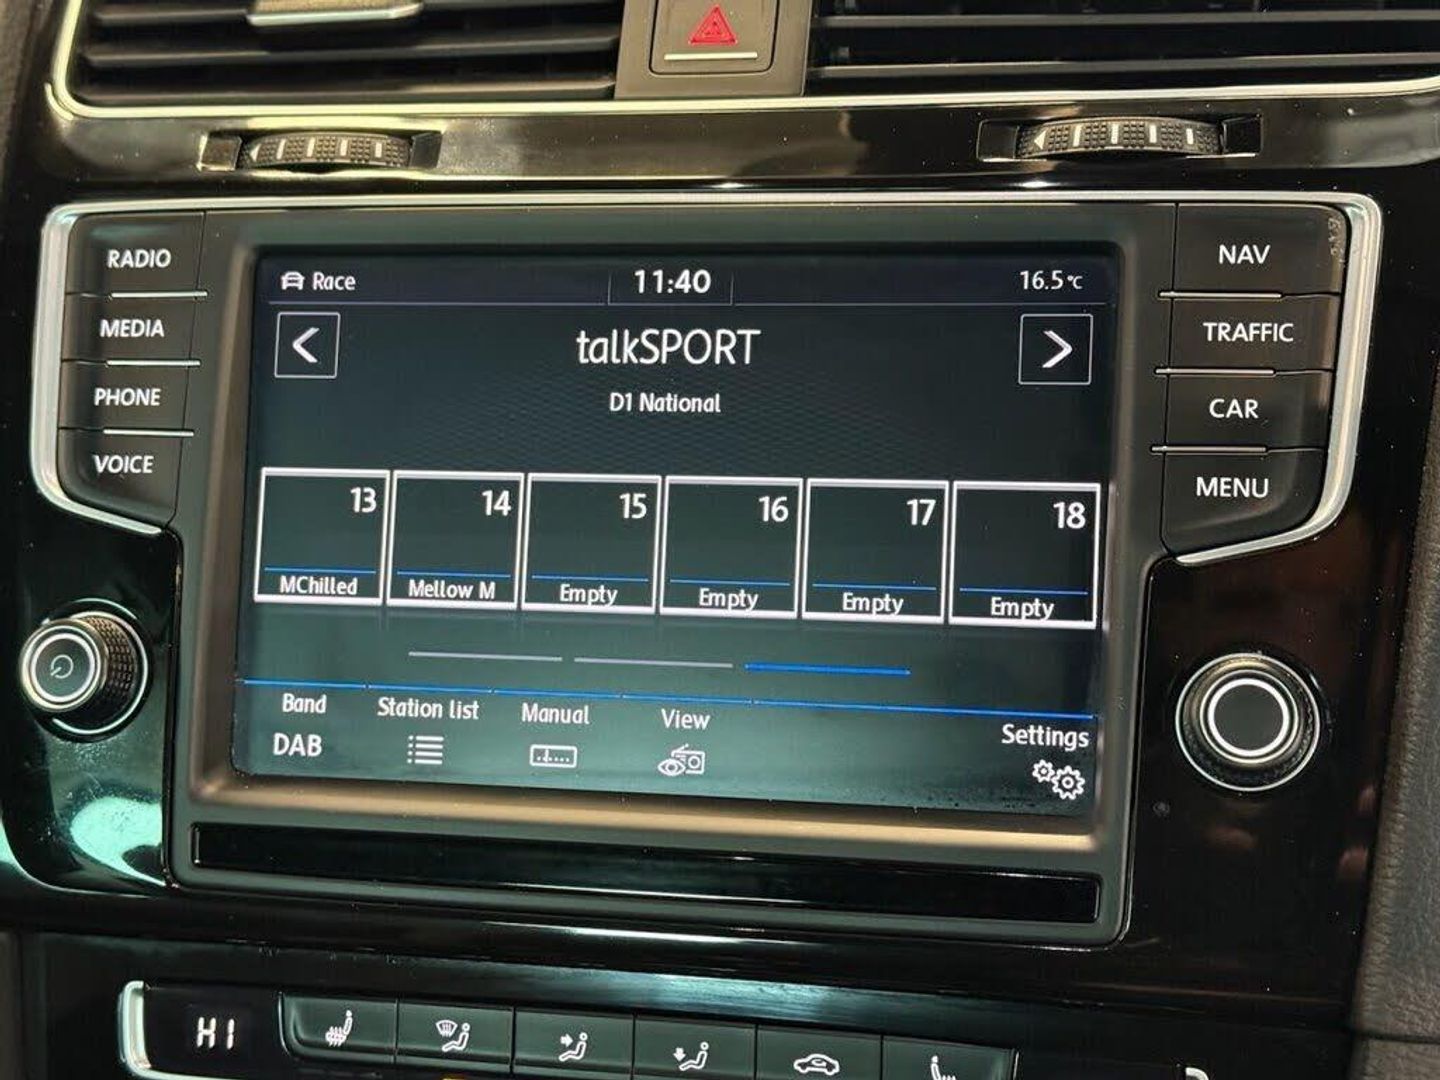 RADIO
MEDIA
PHONE
VOICE
Race
11:40
16.5°C
talkSPORT
D1 National
13
14
15
16
17
18
MChilled
Mellow M
Empty
Empty
Empty
Empty
Band
Station list
Manual
View
Settings
DAB
NAV
TRAFFIC
CAR
MENU
HI